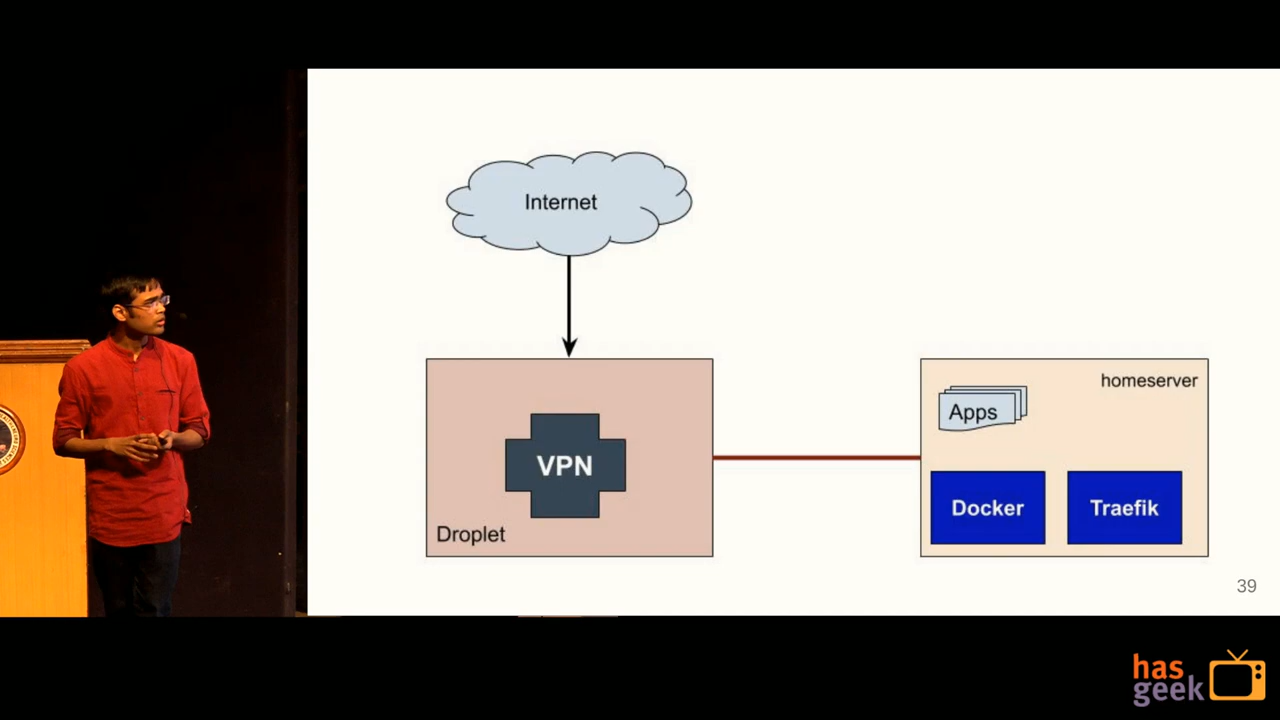 Internet
VPN
Droplet
homeserver
Apps
Docker
Traefik
39
has
geek